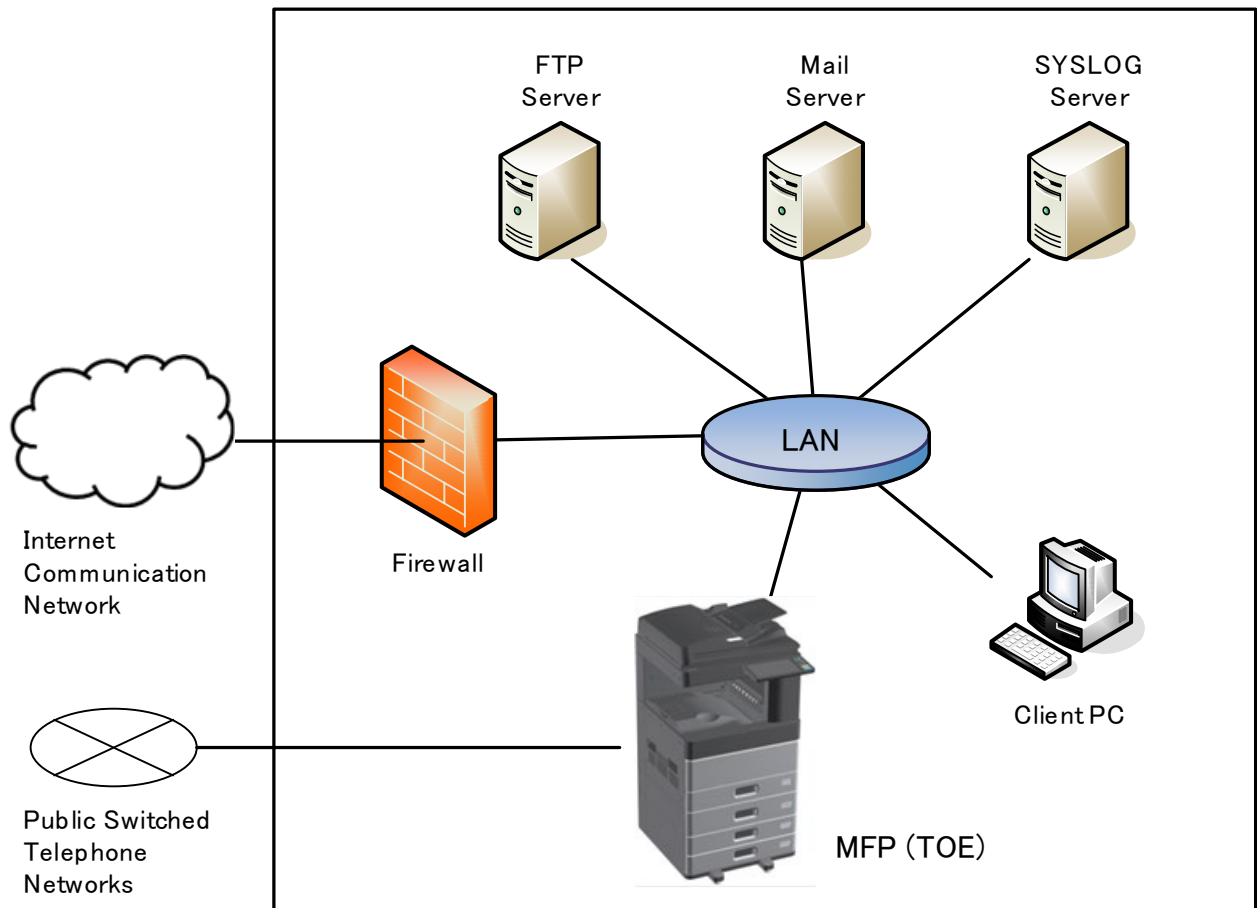 FTP
Server
Mail
Server
SYSLOG
Server
LAN
Internet
Communication
Network
Firewall
Client PC
Public Switched
Telephone
Networks
MFP (TOE)